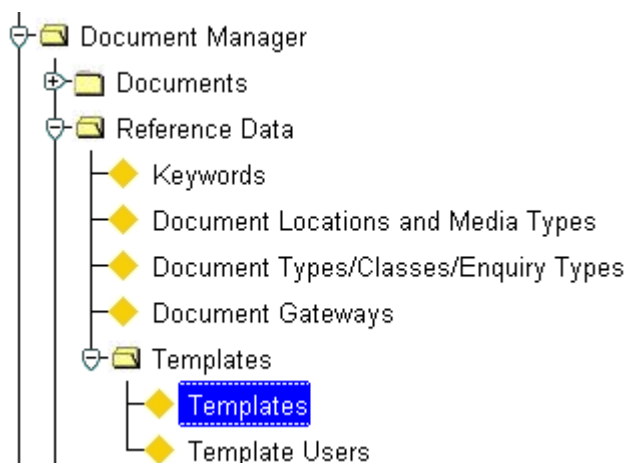 Document Manager
Documents
Reference Data
Keywords
Document Locations and Media Types
Document Types/Classes/Enquiry Types
Document Gateways
Templates
Templates
Template Users